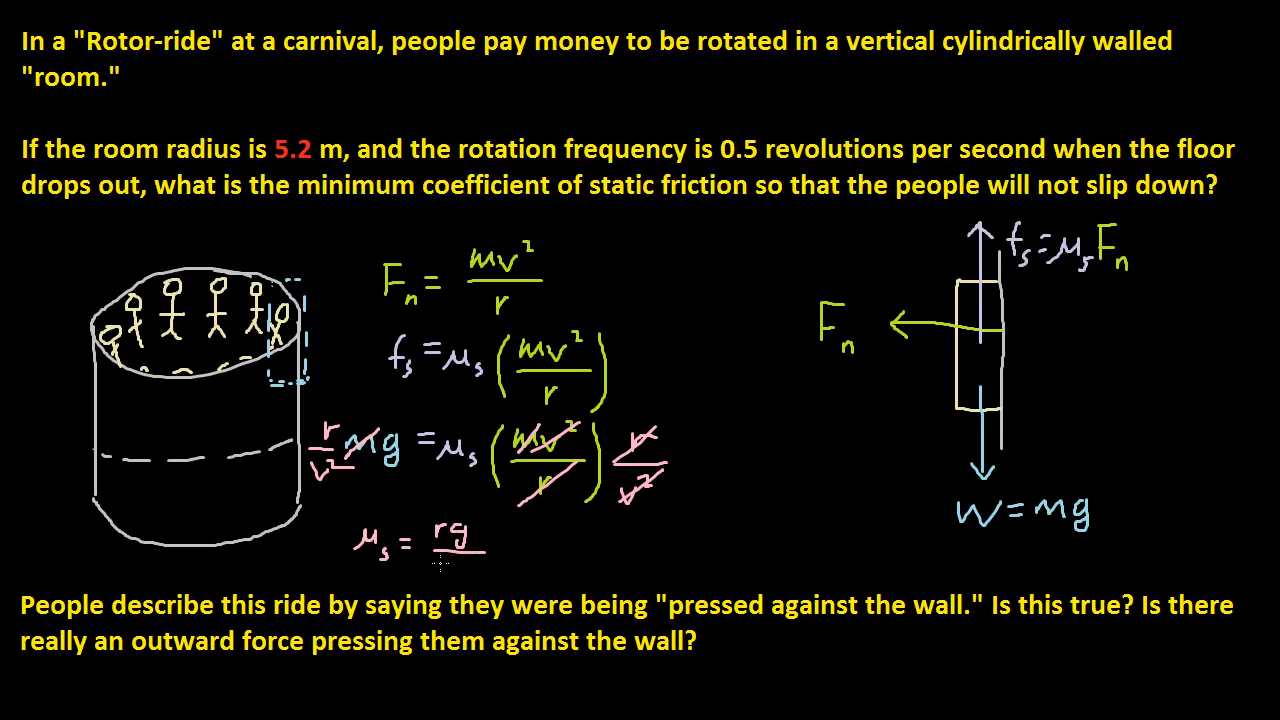 In a "Rotor-ride" at a carnival, people pay money to be rotated in a vertical cylindrically walled
"room."
If the room radius is 5.2 m, and the rotation frequency is 0.5 revolutions per second when the floor
drops out, what is the minimum coefficient of static friction so that the people will not slip down?
Fₙ = mv²/r
fₛ = μₛ (mv²/r)
r/v² mg = μₛ (mv²/r) r/v²
μₛ = rg
fₛ = μₛ Fₙ
Fₙ
W = mg
People describe this ride by saying they were being "pressed against the wall." Is this true? Is there
really an outward force pressing them against the wall?